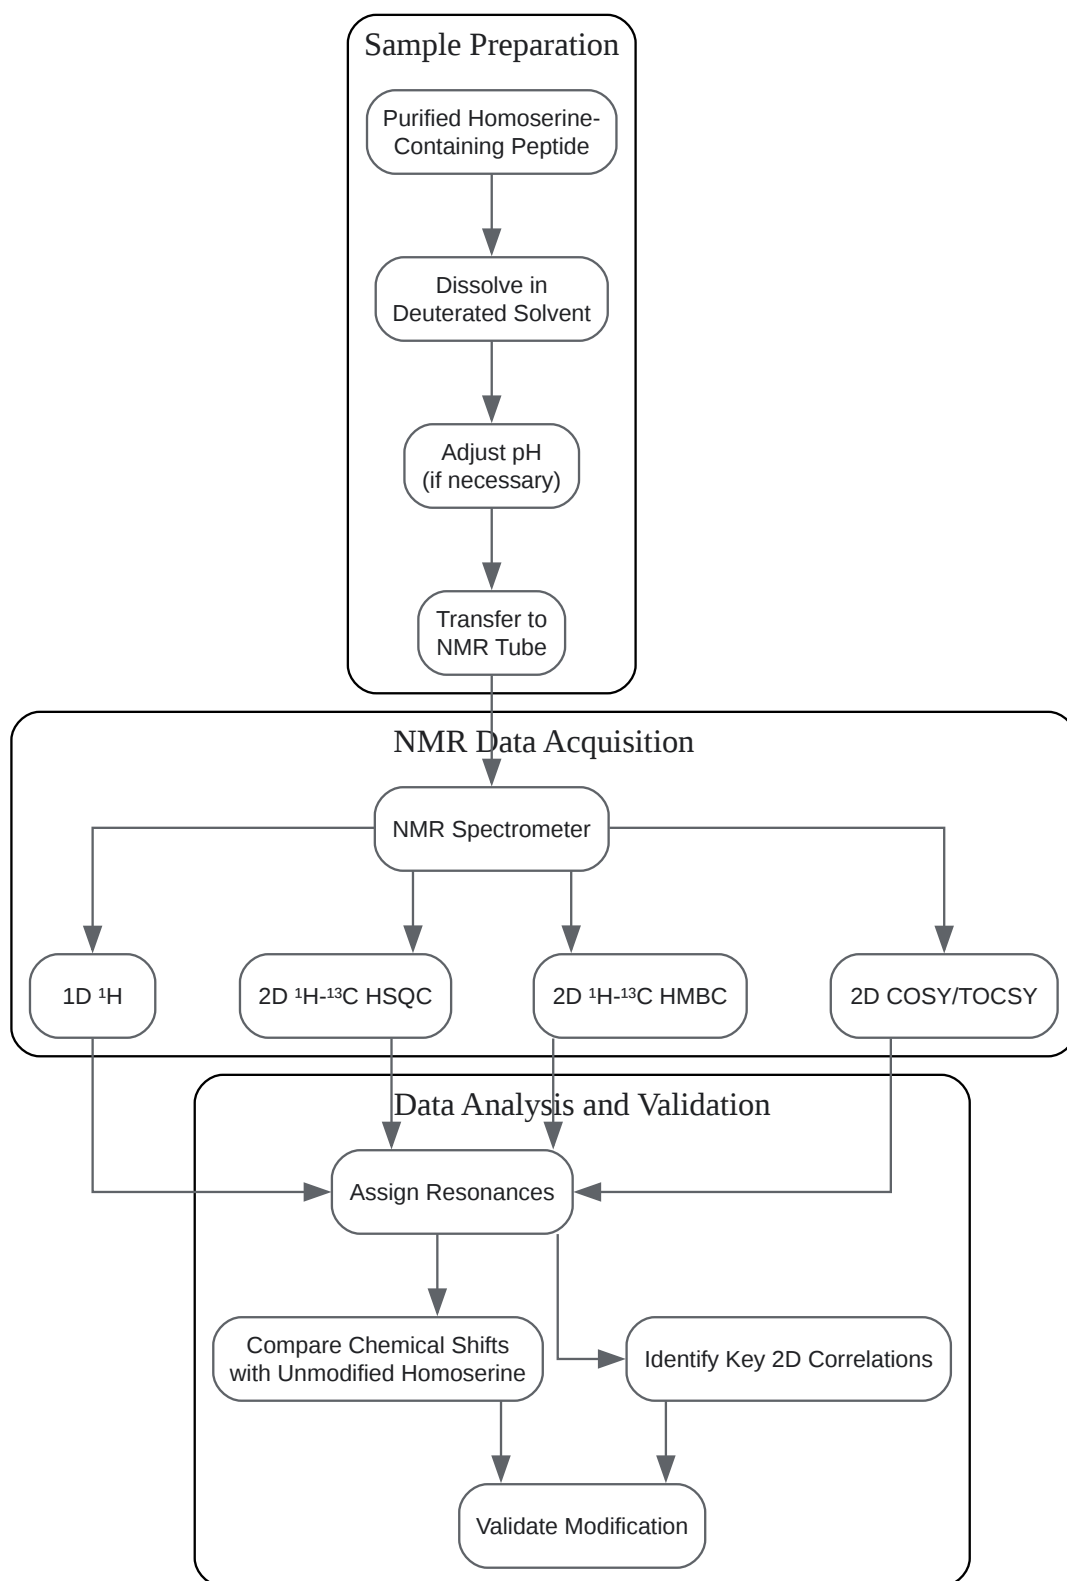 Sample Preparation
Purified Homoserine-
Containing Peptide
Dissolve in
Deuterated Solvent
Adjust pH
(if necessary)
Transfer to
NMR Tube
NMR Data Acquisition
NMR Spectrometer
1D ¹H
2D ¹H-¹³C HSQC
2D ¹H-¹³C HMBC
2D COSY/TOCSY
Data Analysis and Validation
Assign Resonances
Compare Chemical Shifts
with Unmodified Homoserine
Identify Key 2D Correlations
Validate Modification